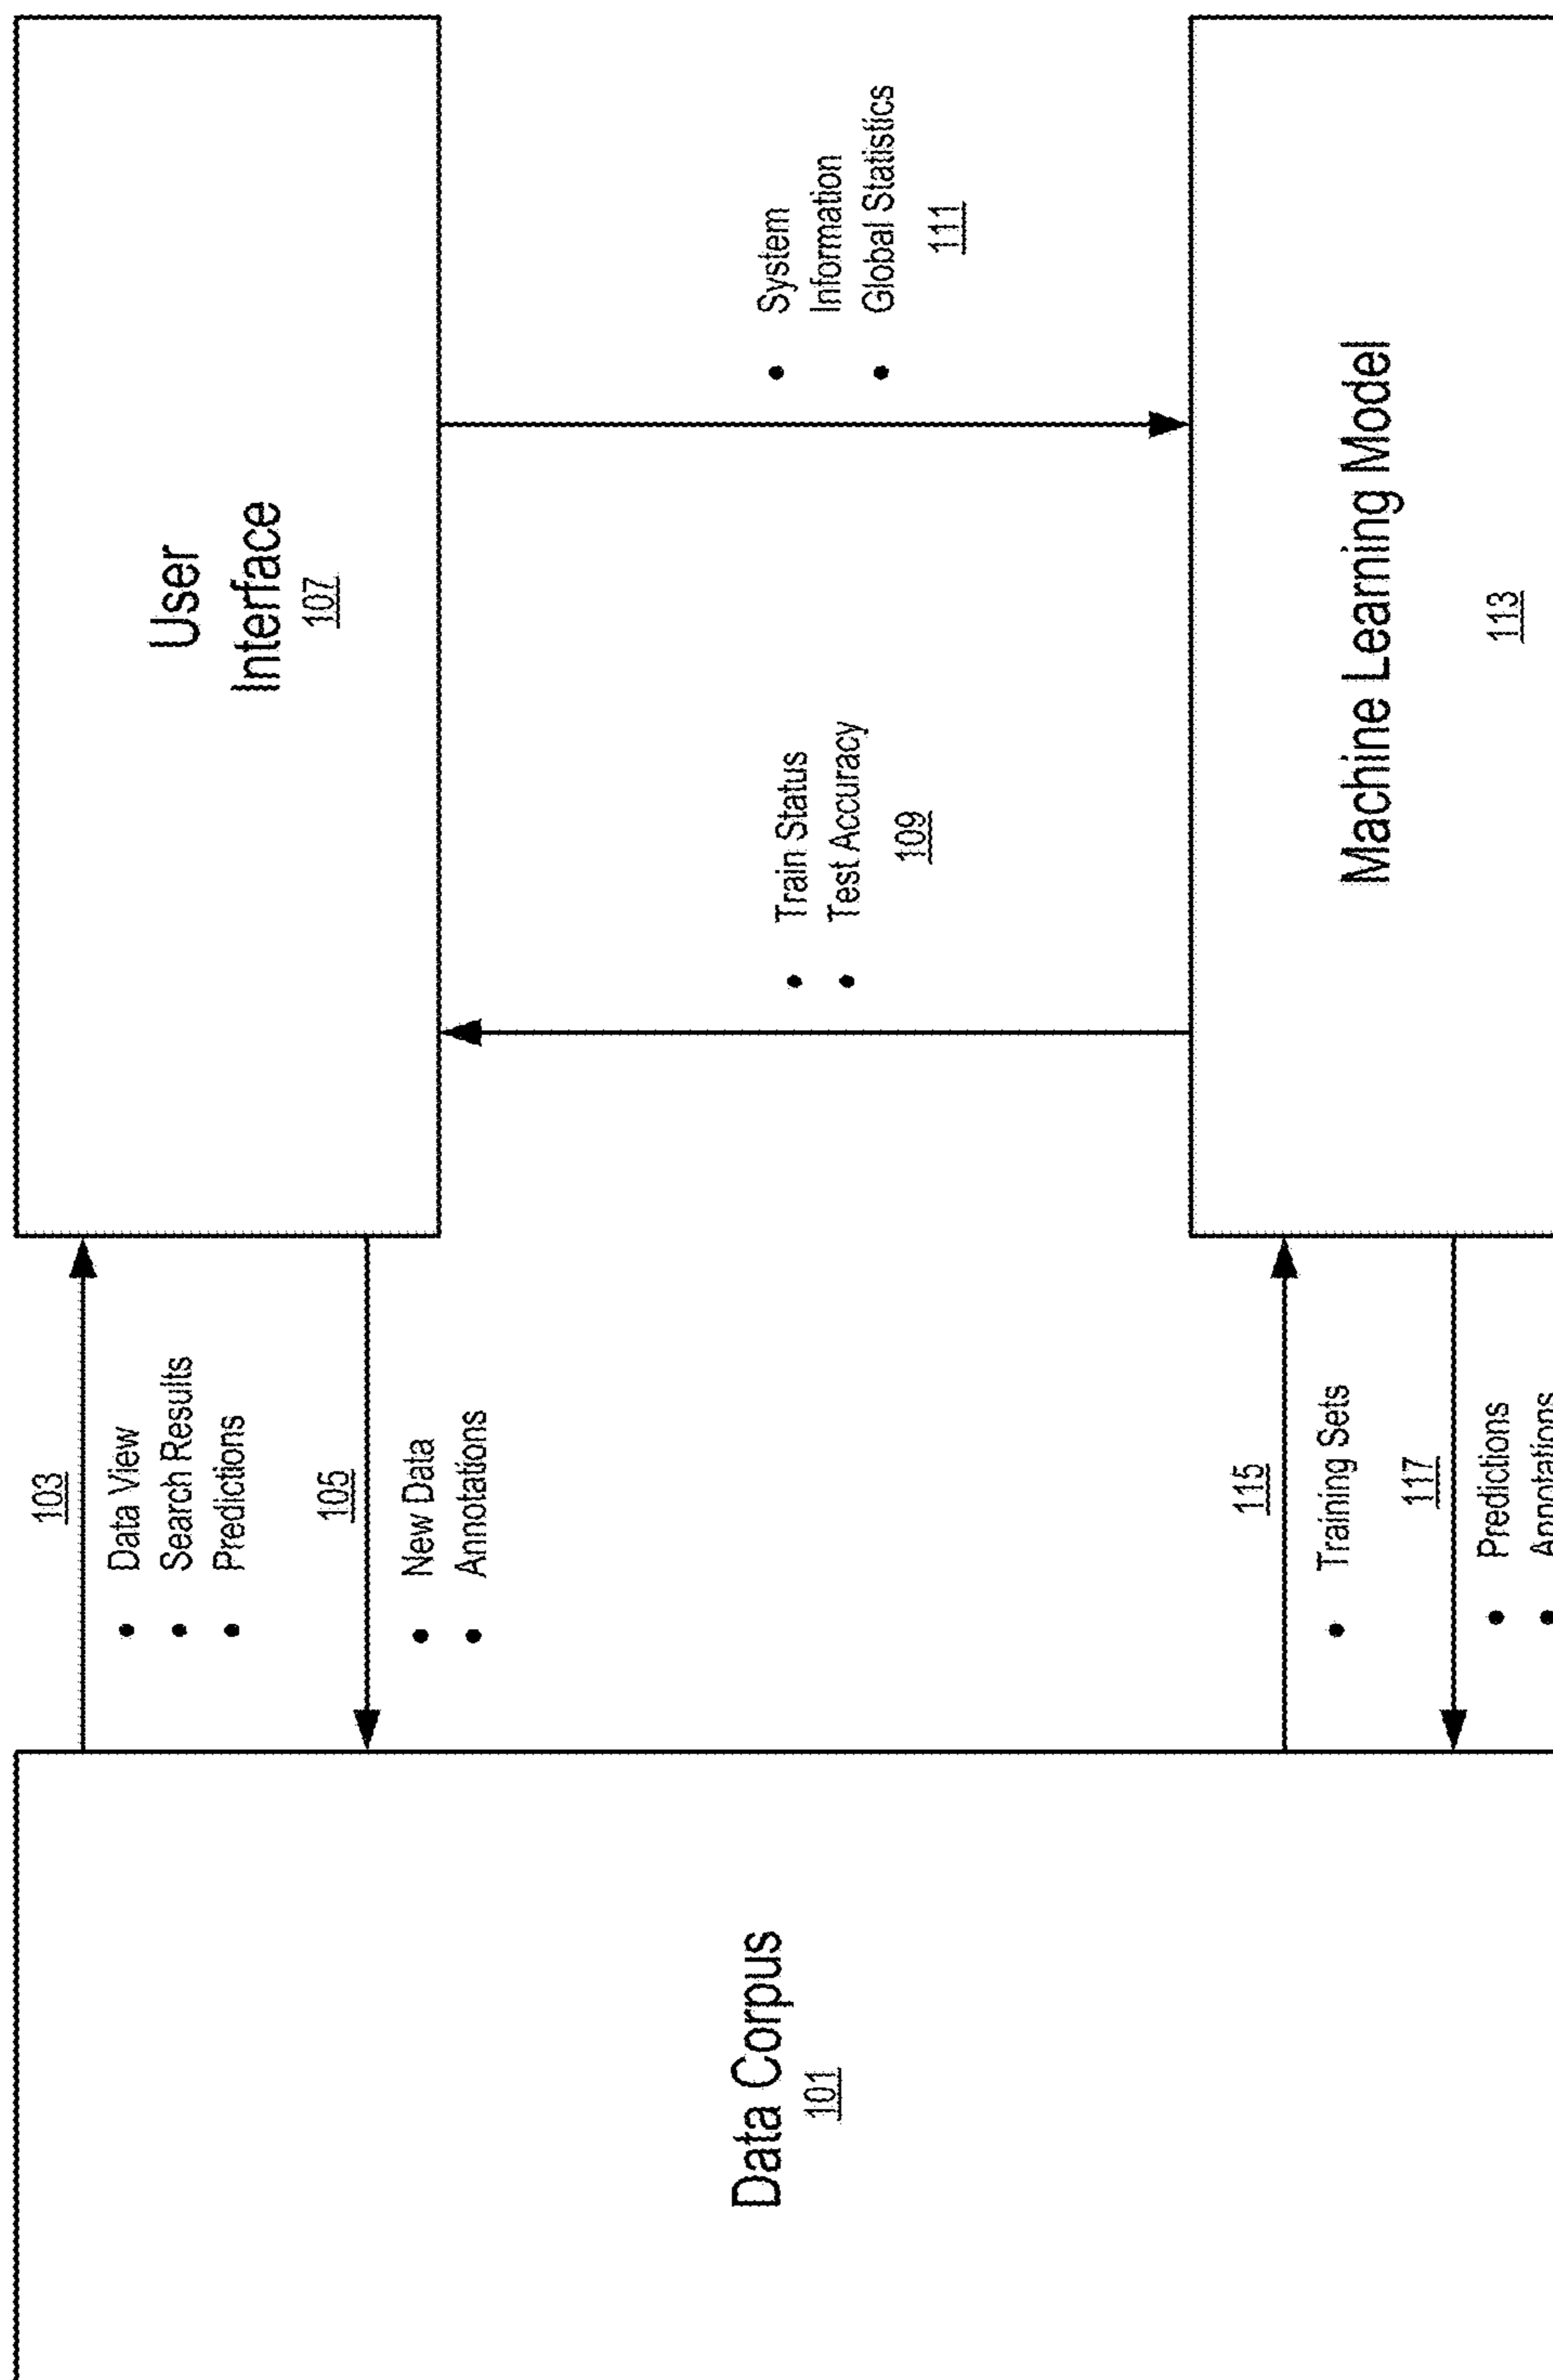 Data Corpus
101
103
• Data View
• Search Results
• Predictions
105
• New Data
• Annotations
User
Interface
107
• Train Status
• Test Accuracy
109
• System
Information
• Global Statistics
111
115
• Training Sets
117
• Predictions
• Annotations
Machine Learning Model
113